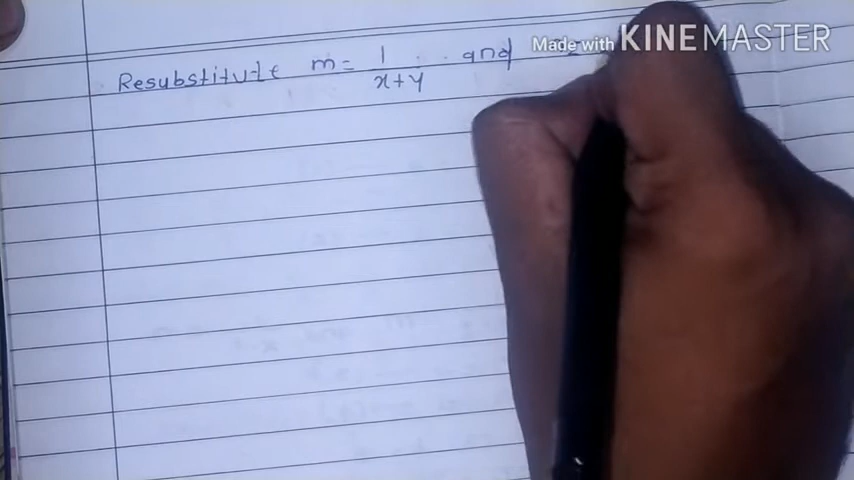 Made with KINEMASTER
Resubstitute m = 1/(x+y) and